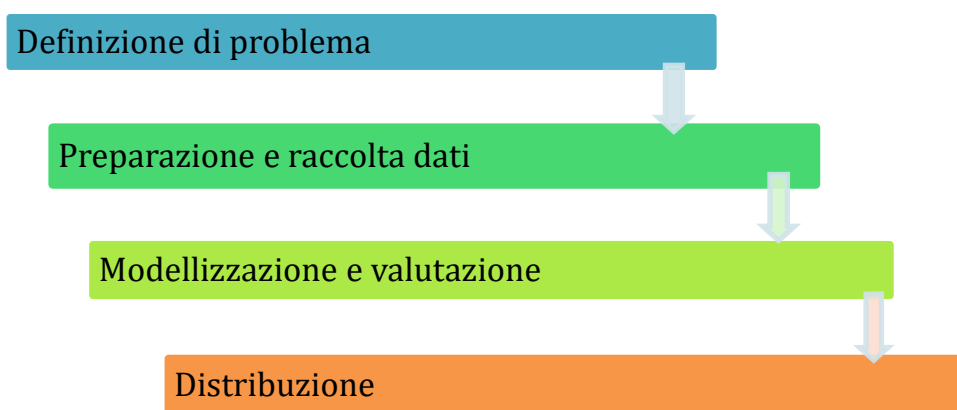 Definizione di problema
Preparazione e raccolta dati
Modellizzazione e valutazione
Distribuzione